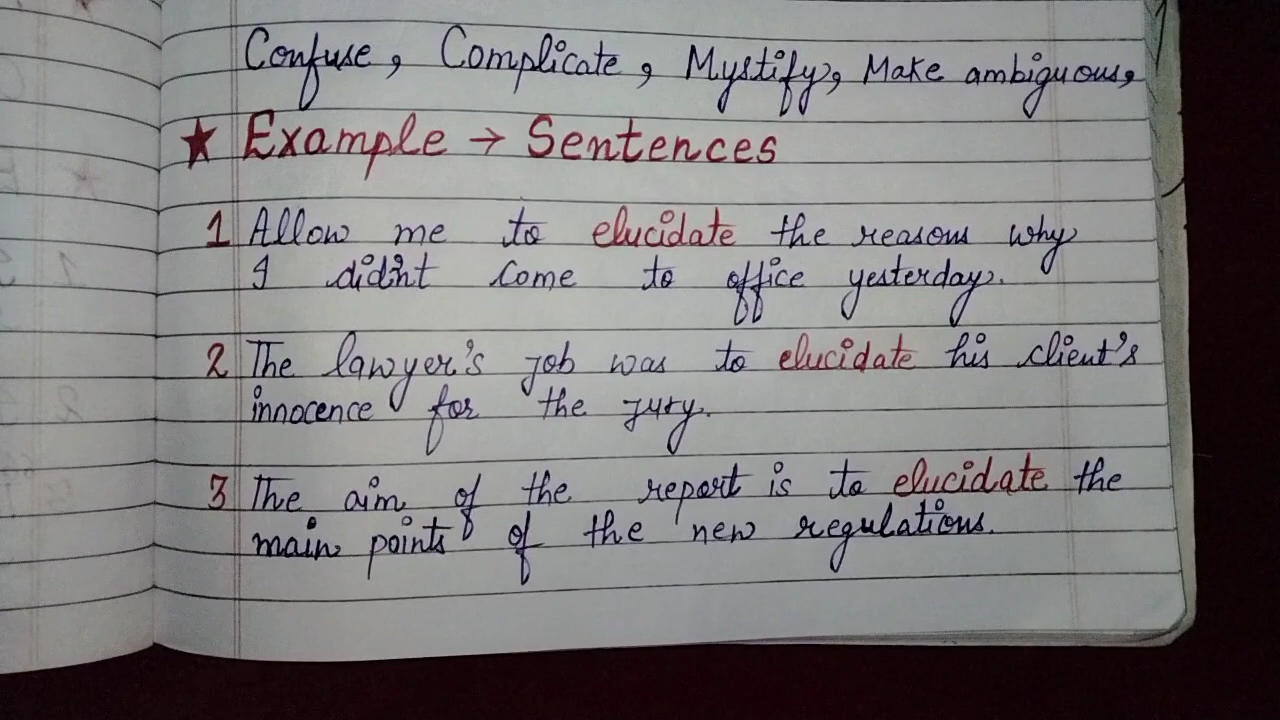 Confuse, Complicate, Mystify, Make ambiguous,
★ Example → Sentences
1 Allow me to elucidate the reasons why
I didn't come to office yesterday.
2 The lawyer's job was to elucidate his client's
innocence for the jury.
3 The aim of the report is to elucidate the
main points of the new regulations.